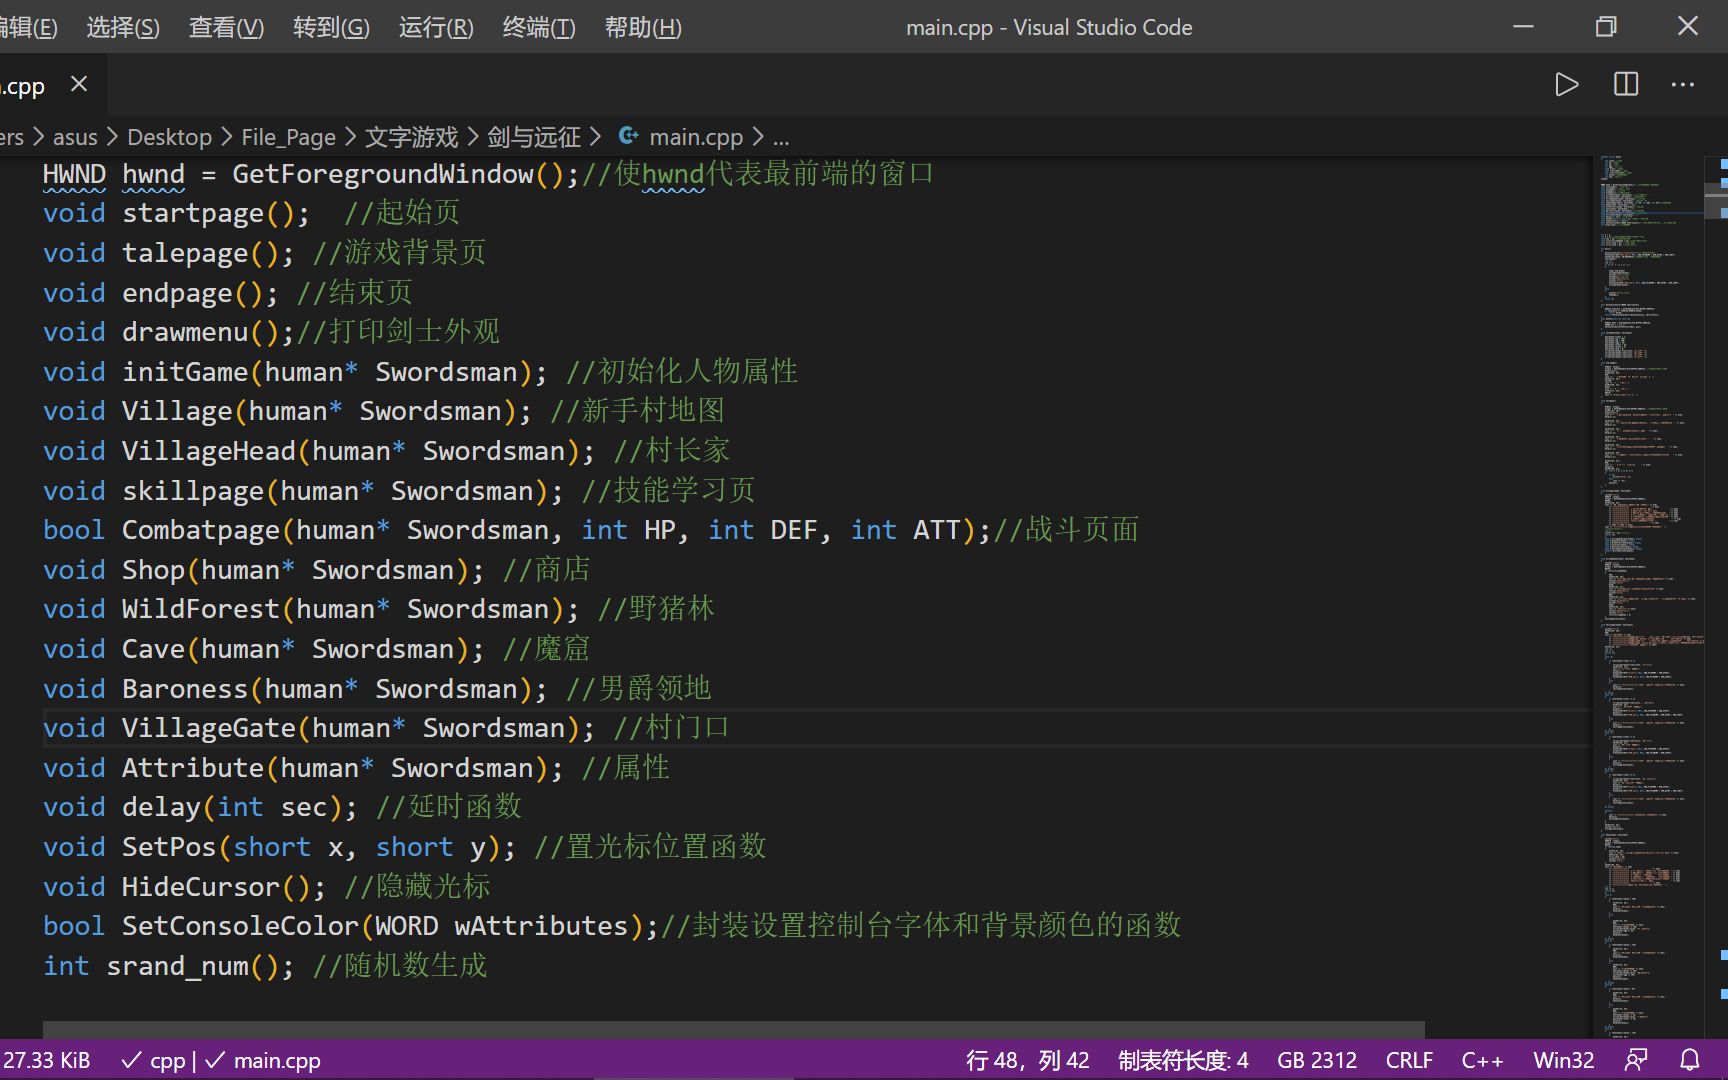 编辑(E) 选择(S) 查看(V) 转到(G) 运行(R) 终端(T) 帮助(H) main.cpp - Visual Studio Code
.cpp
ers > asus > Desktop > File_Page > 文字游戏 > 剑与远征 > main.cpp > ...
HWND hwnd = GetForegroundWindow();//使hwnd代表最前端的窗口
void startpage();  //起始页
void talepage(); //游戏背景页
void endpage(); //结束页
void drawmenu();//打印剑士外观
void initGame(human* Swordsman); //初始化人物属性
void Village(human* Swordsman); //新手村地图
void VillageHead(human* Swordsman); //村长家
void skillpage(human* Swordsman); //技能学习页
bool Combatpage(human* Swordsman, int HP, int DEF, int ATT);//战斗页面
void Shop(human* Swordsman); //商店
void WildForest(human* Swordsman); //野猪林
void Cave(human* Swordsman); //魔窟
void Baroness(human* Swordsman); //男爵领地
void VillageGate(human* Swordsman); //村门口
void Attribute(human* Swordsman); //属性
void delay(int sec); //延时函数
void SetPos(short x, short y); //置光标位置函数
void HideCursor(); //隐藏光标
bool SetConsoleColor(WORD wAttributes);//封装设置控制台字体和背景颜色的函数
int srand_num(); //随机数生成
27.33 KiB ✓ cpp | ✓ main.cpp 行 48，列 42 制表符长度: 4 GB 2312 CRLF C++ Win32